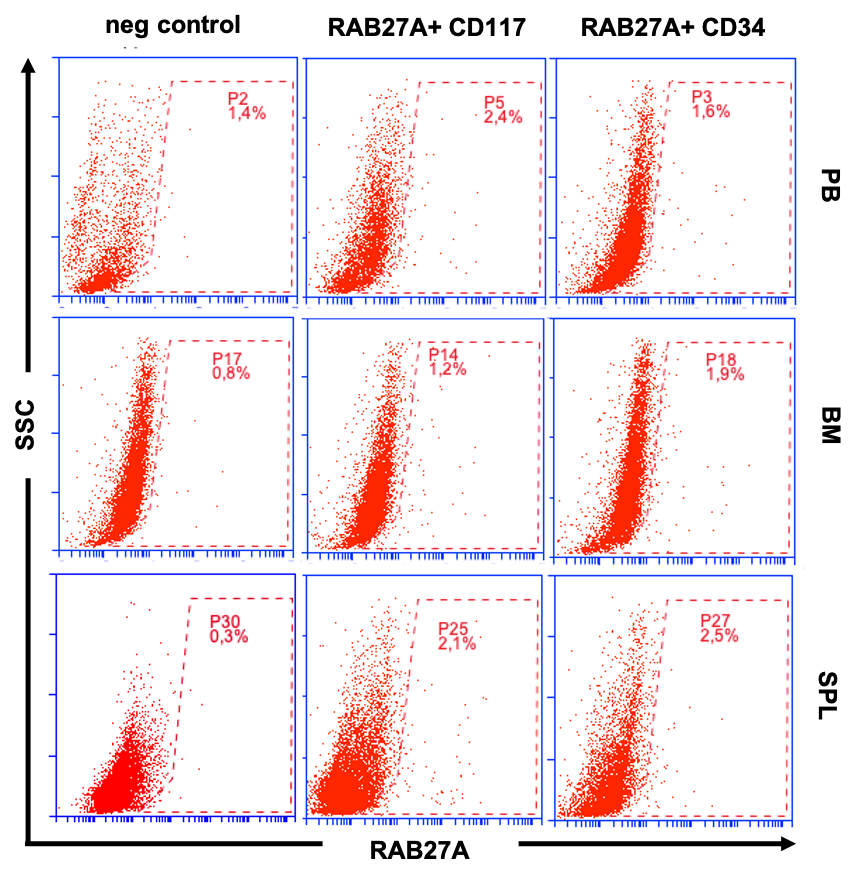 neg control
RAB27A+ CD117
RAB27A+ CD34
P2
1,4%
P5
2,4%
P3
1,6%
PB
P17
0,8%
P14
1,2%
P18
1,9%
BM
SSC
P30
0,3%
P25
2,1%
P27
2,5%
SPL
RAB27A